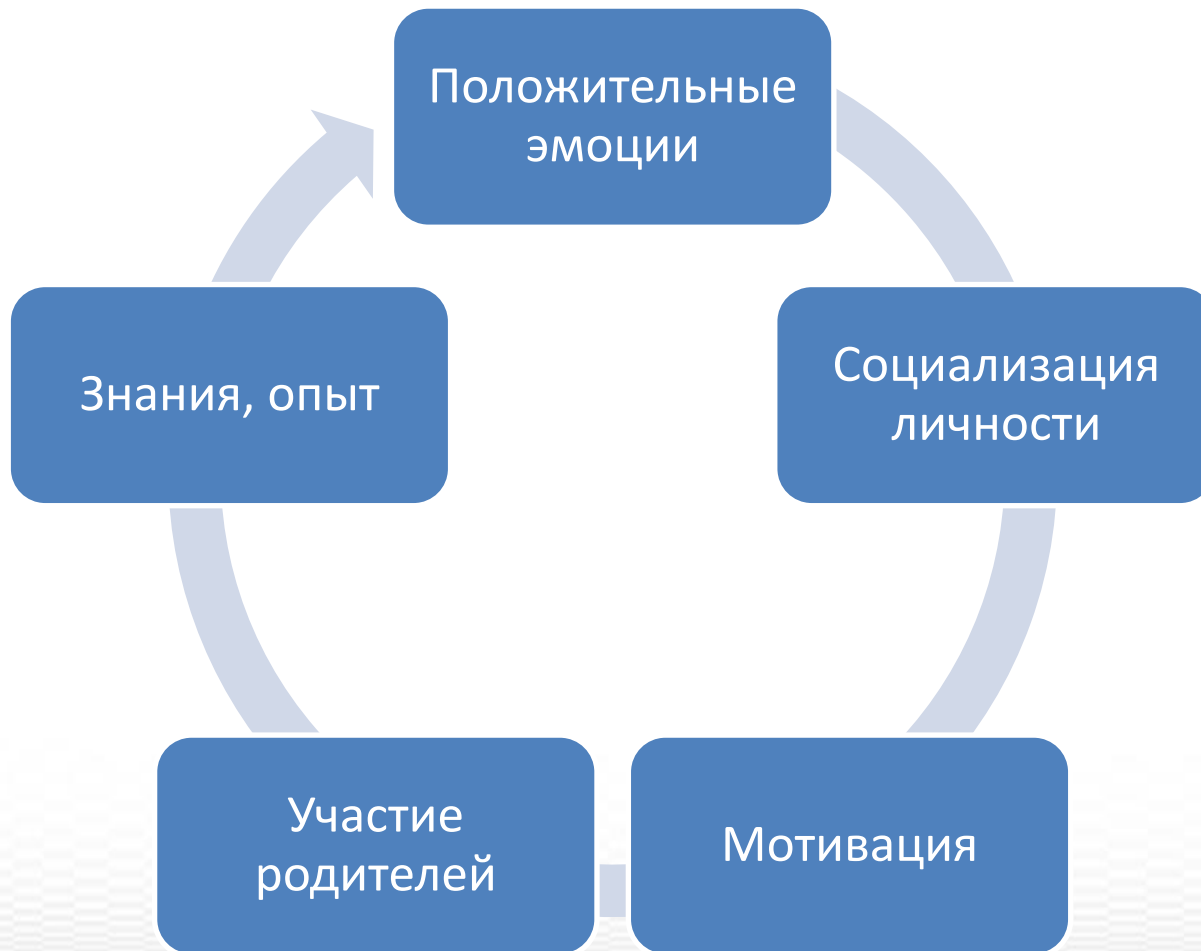 Положительные
эмоции
Социализация
личности
Мотивация
Участие
родителей
Знания, опыт